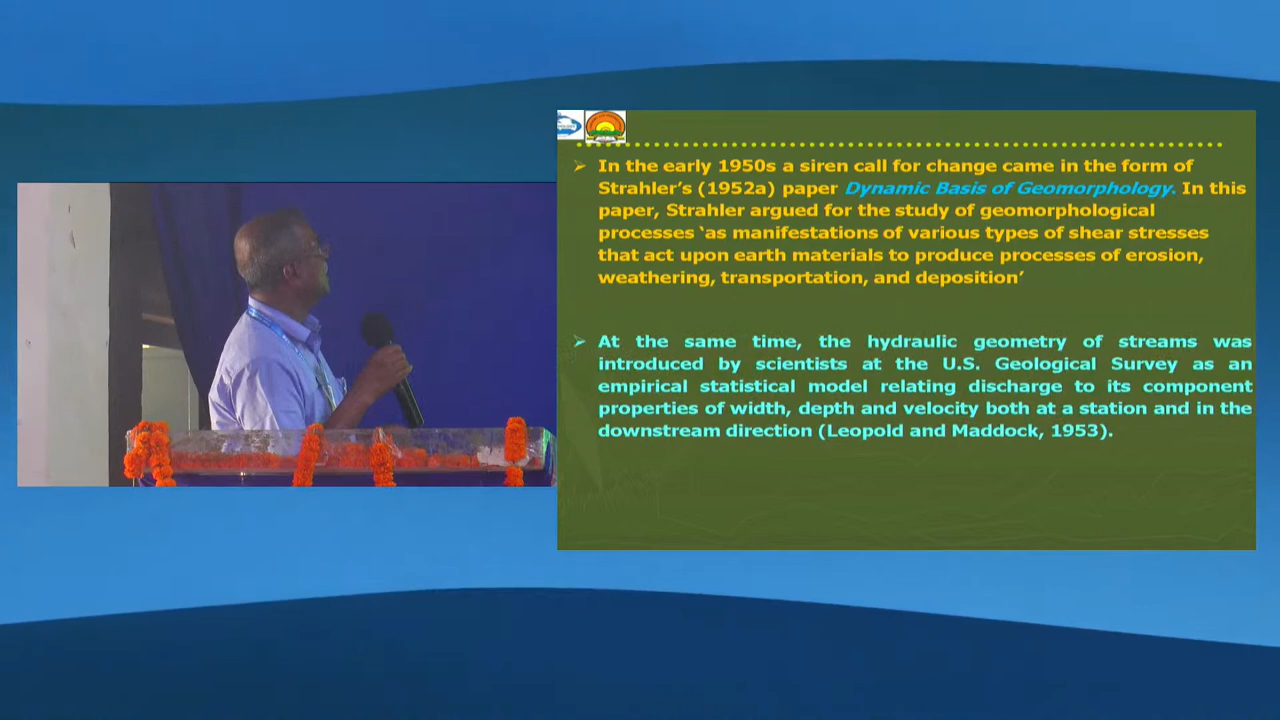 In the early 1950s a siren call for change came in the form of
Strahler's (1952a) paper Dynamic Basis of Geomorphology. In this
paper, Strahler argued for the study of geomorphological
processes ‘as manifestations of various types of shear stresses
that act upon earth materials to produce processes of erosion,
weathering, transportation, and deposition’
At the same time, the hydraulic geometry of streams was
introduced by scientists at the U.S. Geological Survey as an
empirical statistical model relating discharge to its component
properties of width, depth and velocity both at a station and in the
downstream direction (Leopold and Maddock, 1953).